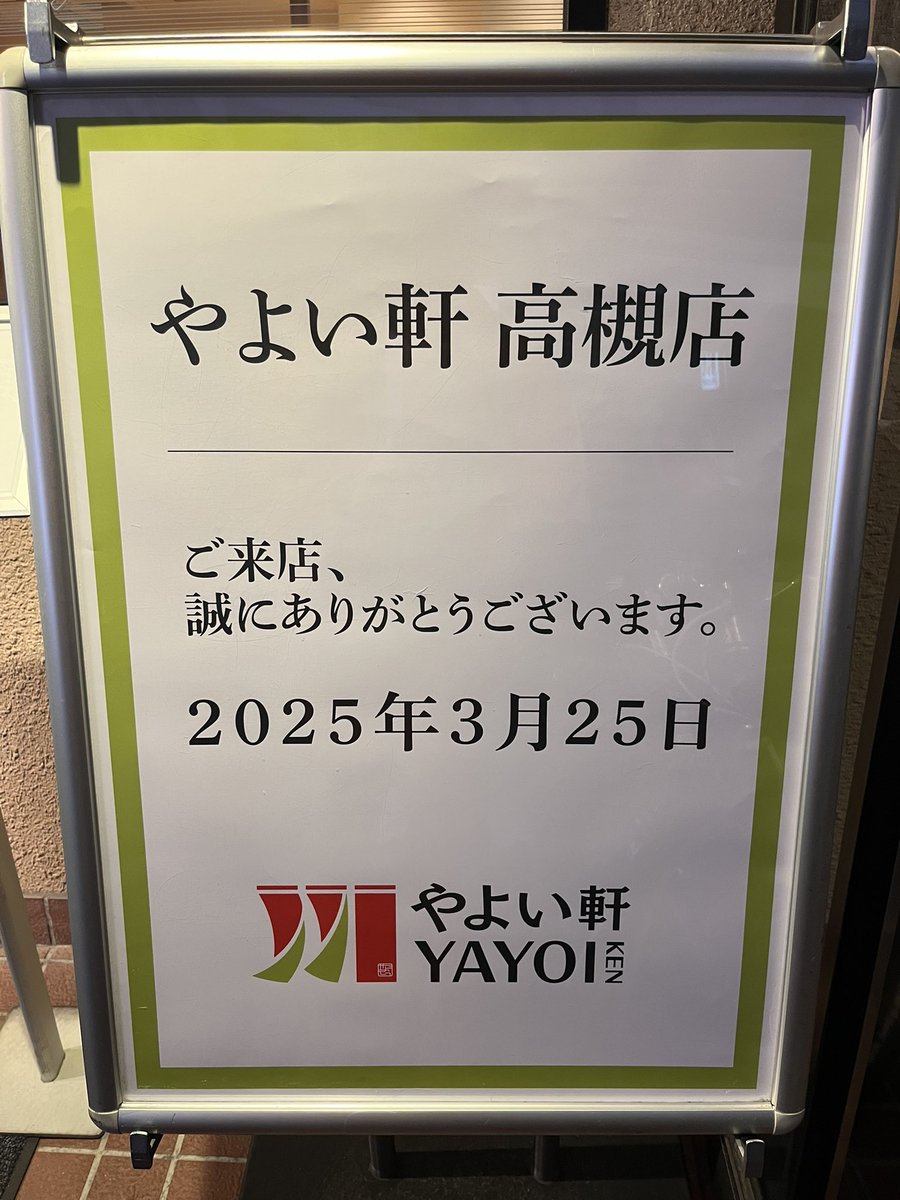 やよい軒 高槻店
ご来店、
誠にありがとうございます。
2025年3月25日
やよい軒
YAYOI KEN